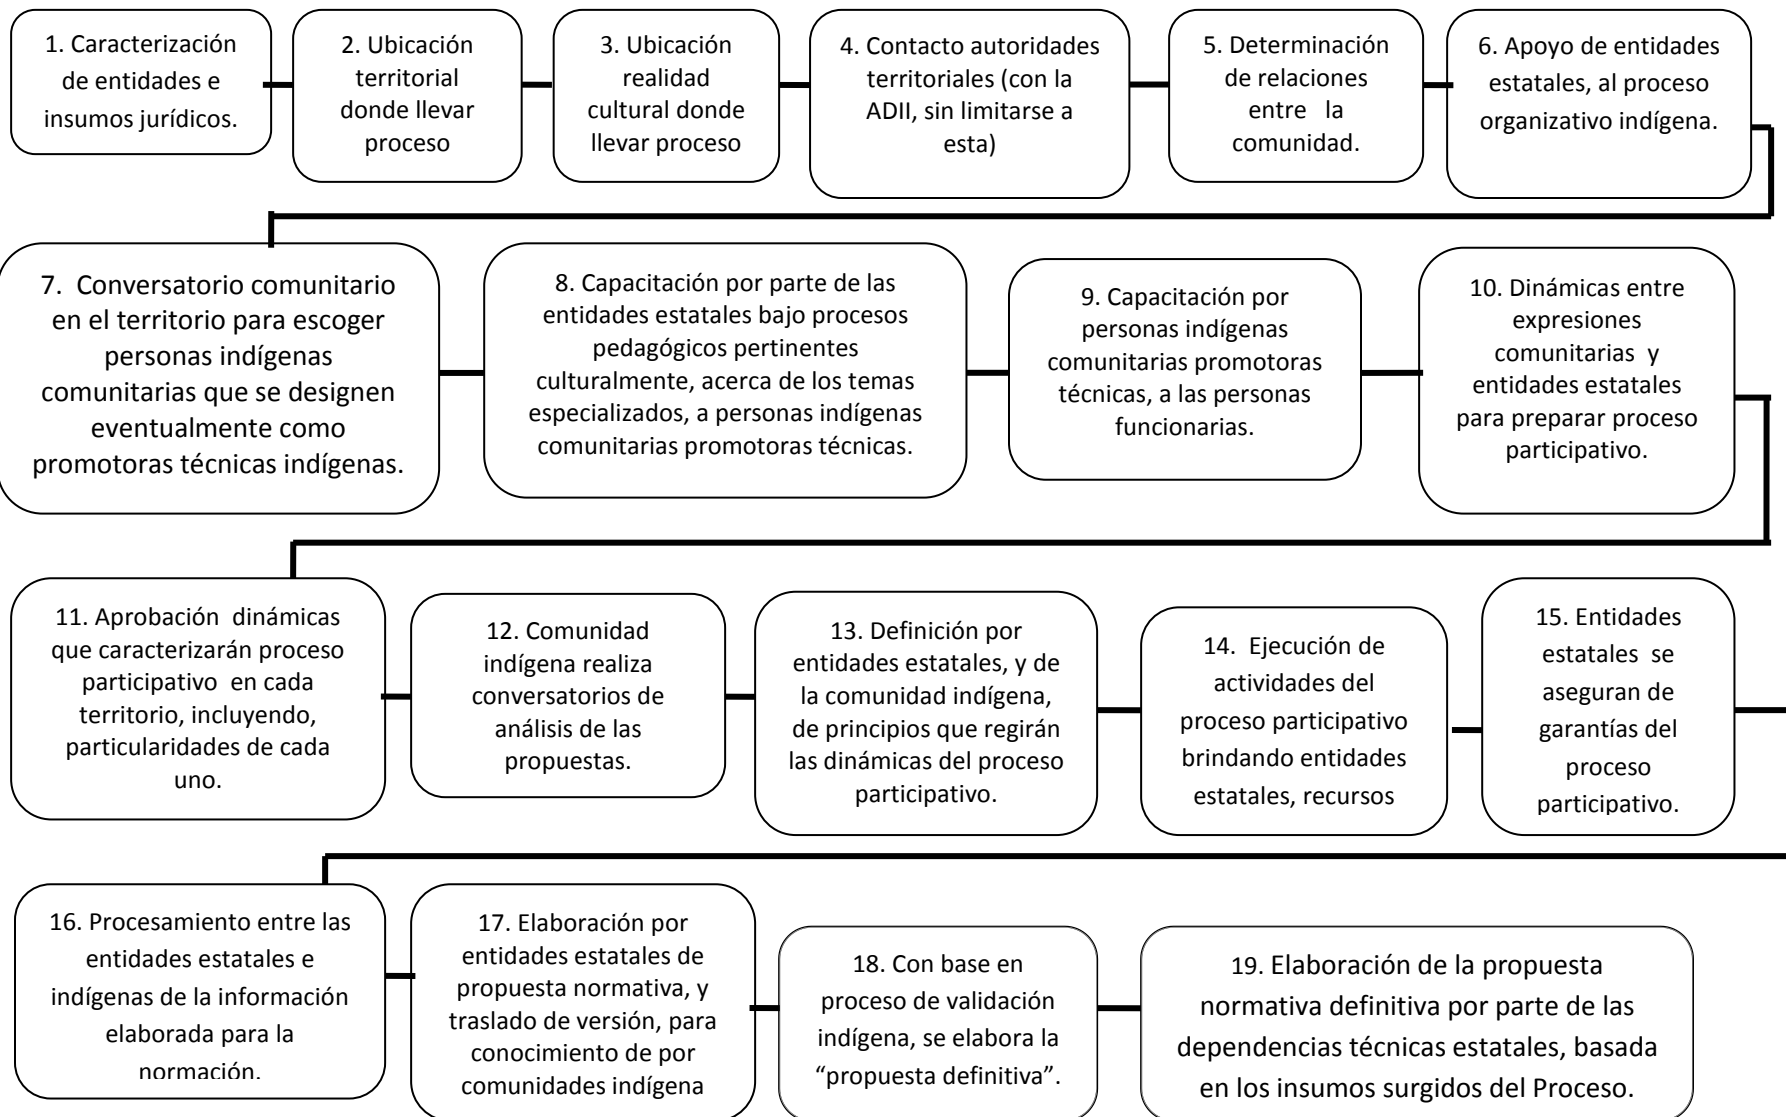 1. Caracterización
de entidades e
insumos jurídicos.
2. Ubicación
territorial
donde llevar
proceso
3. Ubicación
realidad
cultural donde
llevar proceso
4. Contacto autoridades
territoriales (con la
ADII, sin limitarse a
esta)
5. Determinación
de relaciones
entre la
comunidad.
6. Apoyo de entidades
estatales, al proceso
organizativo indígena.
7. Conversatorio comunitario
en el territorio para escoger
personas indígenas
comunitarias que se designen
eventualmente como
promotoras técnicas indígenas.
8. Capacitación por parte de las
entidades estatales bajo procesos
pedagógicos pertinentes
culturalmente, acerca de los temas
especializados, a personas indígenas
comunitarias promotoras técnicas.
9. Capacitación por
personas indígenas
comunitarias promotoras
técnicas, a las personas
funcionarias.
10. Dinámicas entre
expresiones
comunitarias y
entidades estatales
para preparar proceso
participativo.
11. Aprobación dinámicas
que caracterizarán proceso
participativo en cada
territorio, incluyendo,
particularidades de cada
uno.
12. Comunidad
indígena realiza
conversatorios de
análisis de las
propuestas.
13. Definición por
entidades estatales, y de
la comunidad indígena,
de principios que regirán
las dinámicas del proceso
participativo.
14. Ejecución de
actividades del
proceso participativo
brindando entidades
estatales, recursos
15. Entidades
estatales se
aseguran de
garantías del
proceso
participativo.
16. Procesamiento entre las
entidades estatales e
indígenas de la información
elaborada para la
normación.
17. Elaboración por
entidades estatales de
propuesta normativa, y
traslado de versión, para
conocimiento de por
comunidades indígena
18. Con base en
proceso de validación
indígena, se elabora la
“propuesta definitiva”.
19. Elaboración de la propuesta
normativa definitiva por parte de las
dependencias técnicas estatales, basada
en los insumos surgidos del Proceso.